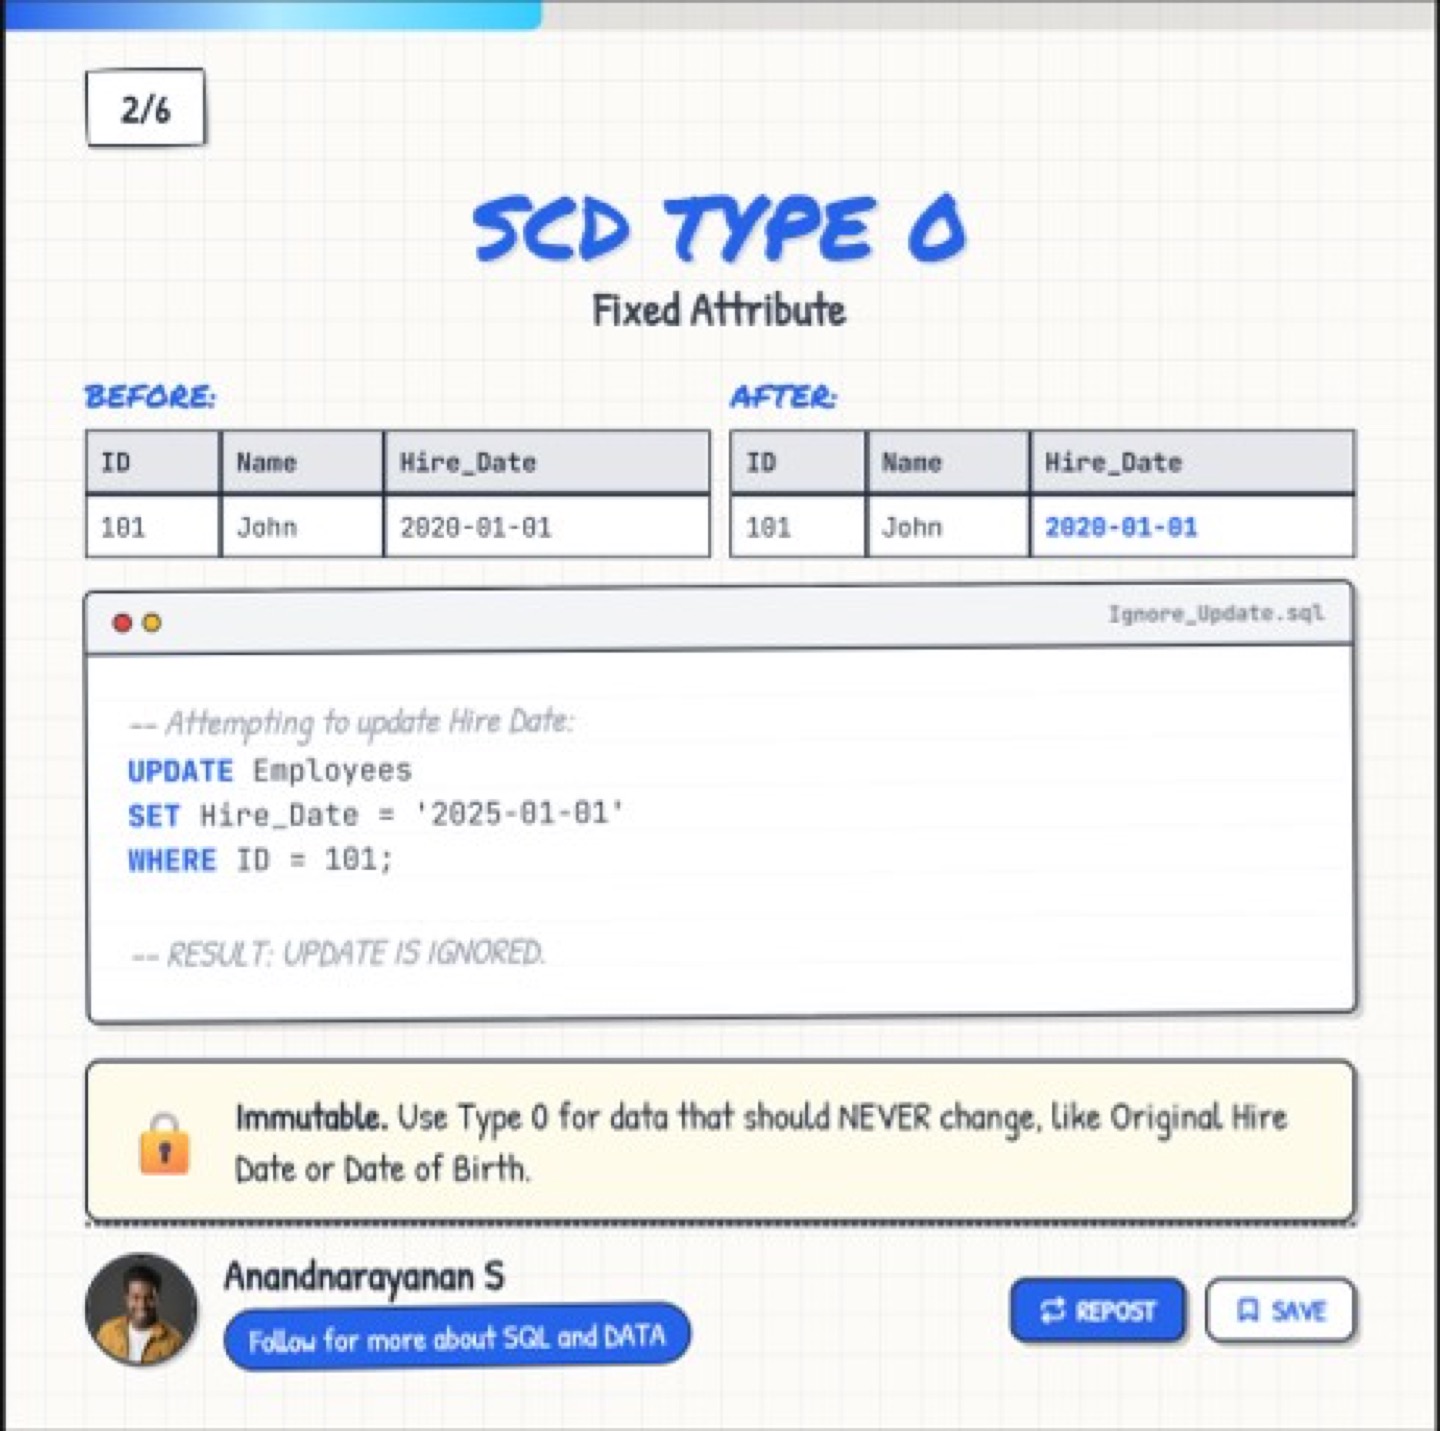 2/6
SCD TYPE 0
Fixed Attribute
BEFORE:
ID Name Hire_Date
101 John 2020-01-01
AFTER:
ID Name Hire_Date
101 John 2020-01-01
Ignore_Update.sql
-- Attempting to update Hire Date:
UPDATE Employees
SET Hire_Date = '2025-01-01'
WHERE ID = 101;
-- RESULT: UPDATE IS IGNORED.
Immutable. Use Type 0 for data that should NEVER change, like Original Hire
Date or Date of Birth.
Anandnarayanan S
Follow for more about SQL and DATA
REPOST
SAVE